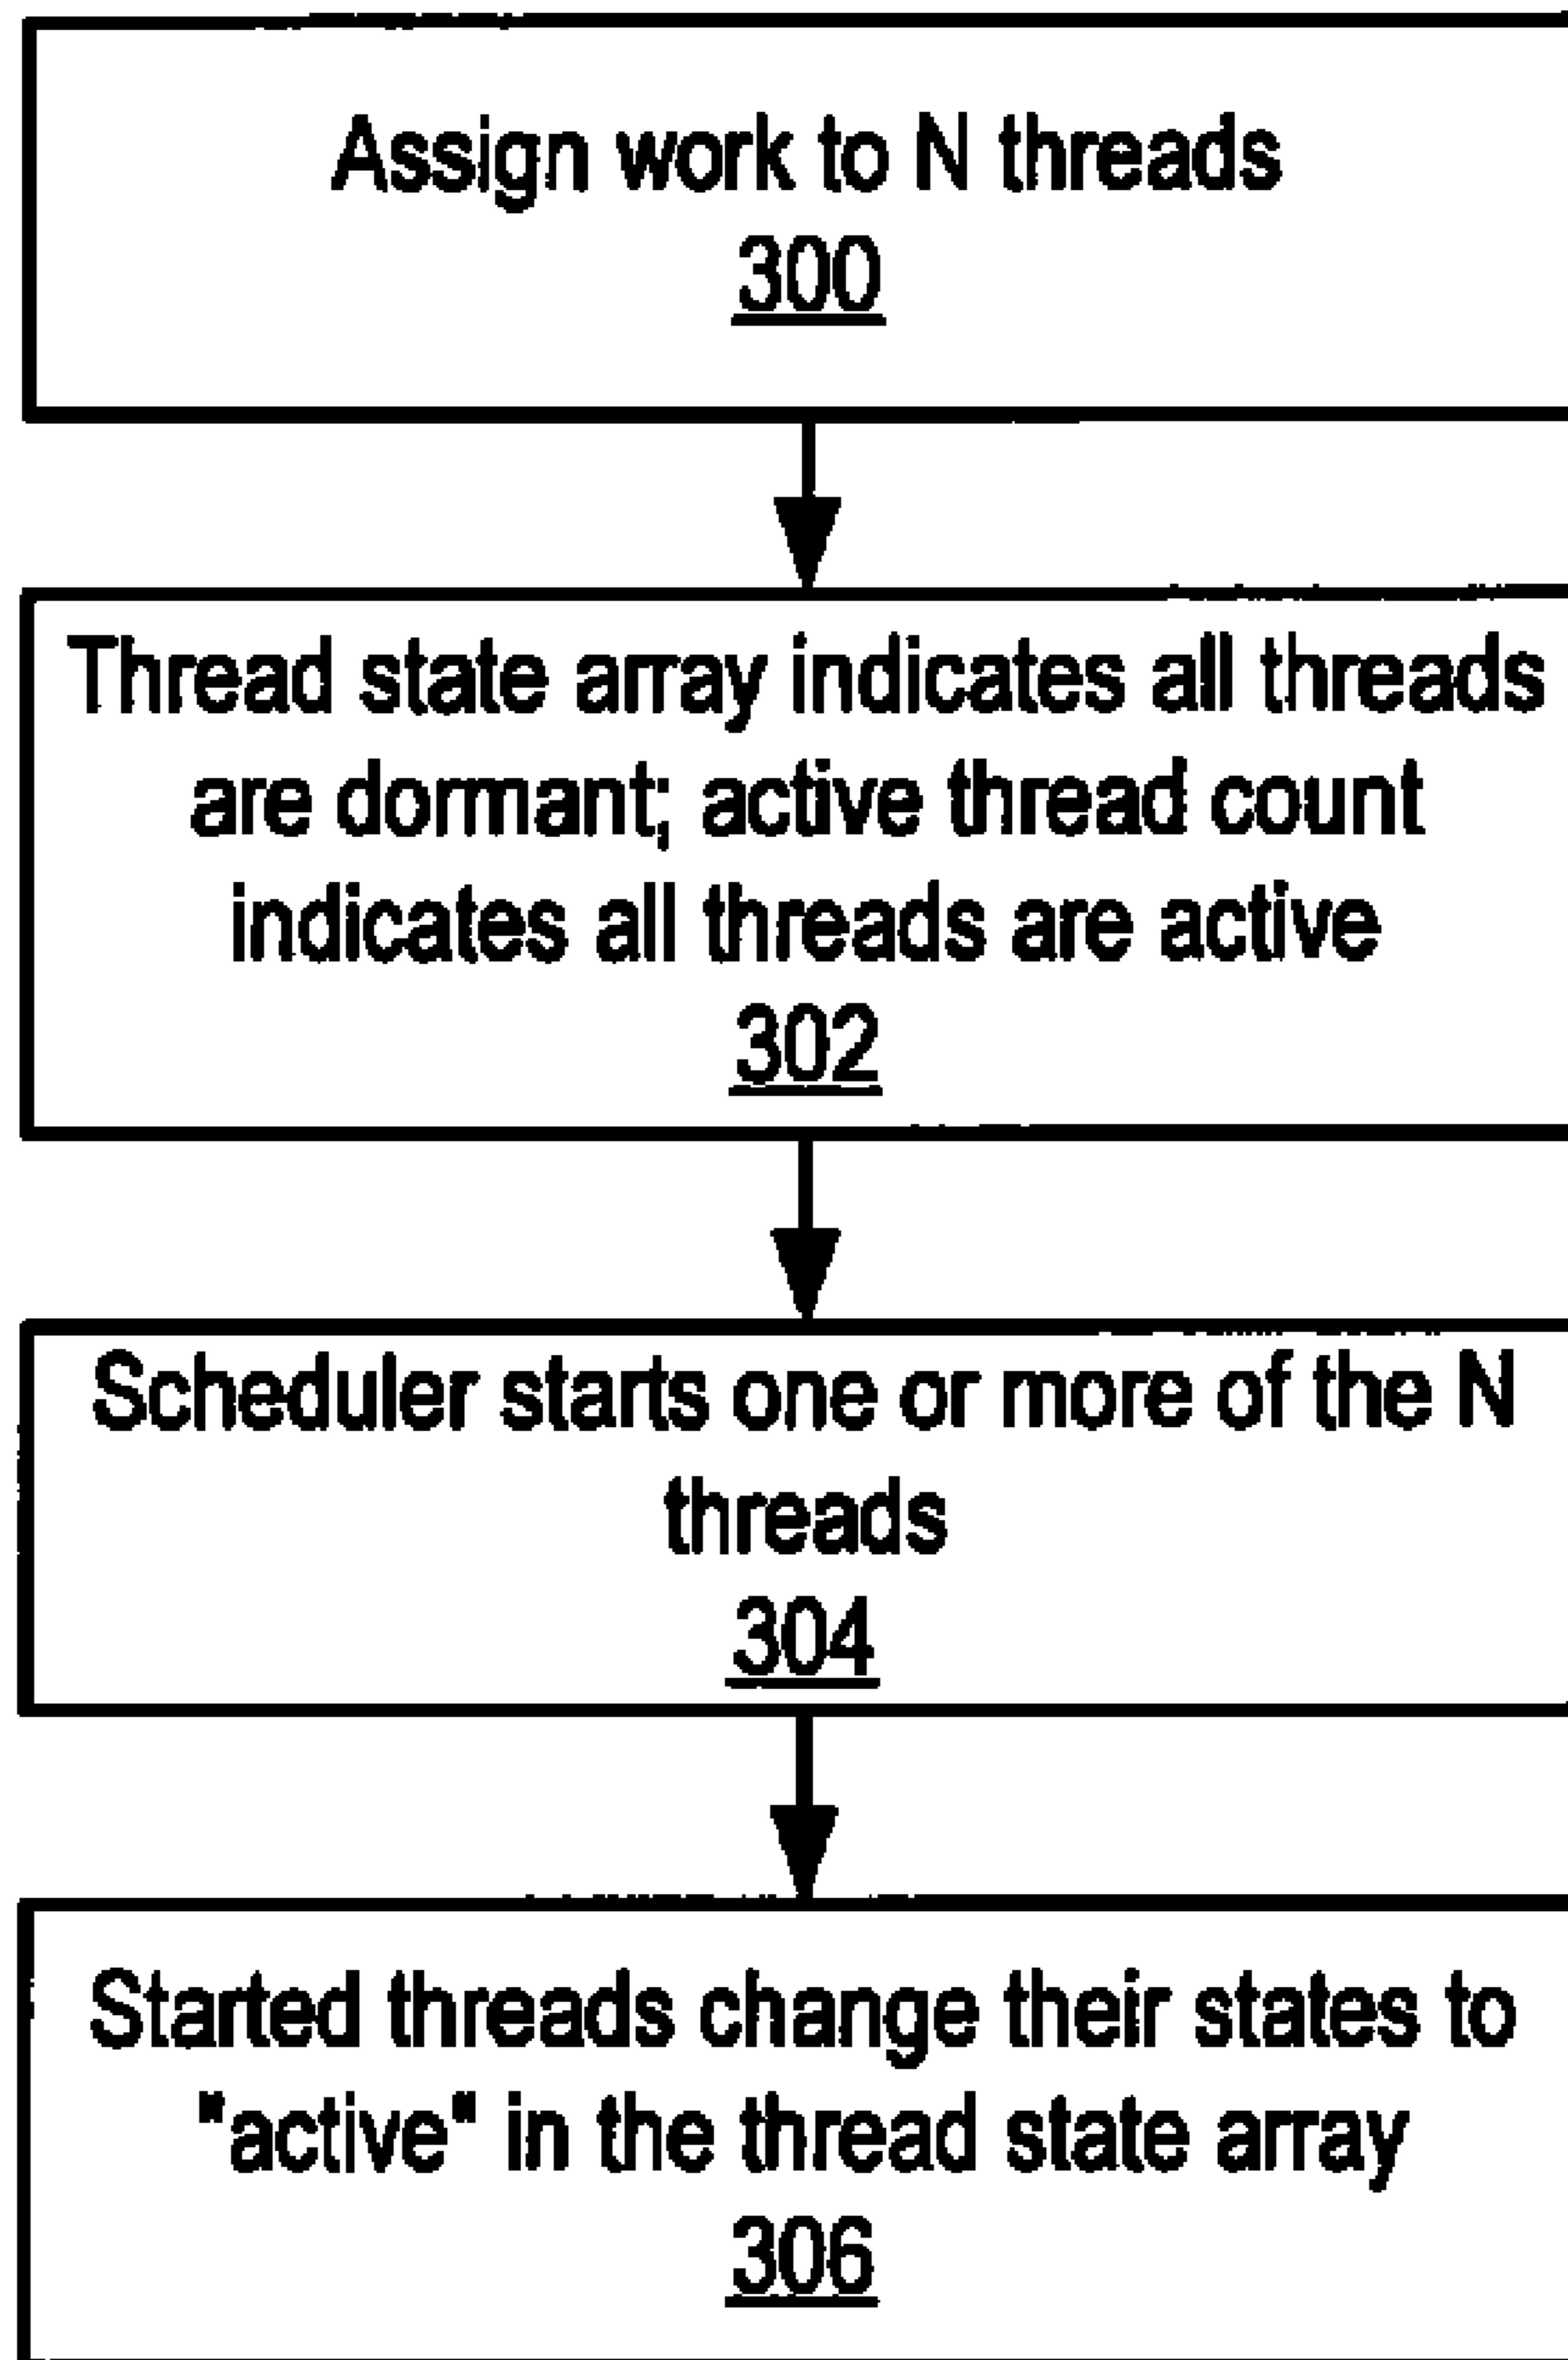 Assign work to N threads
300
Thread state array indicates all threads
are dormant; active thread count
indicates all threads are active
302
Scheduler starts one or more of the N
threads
304
Started threads change their states to
"active" in the thread state array
306